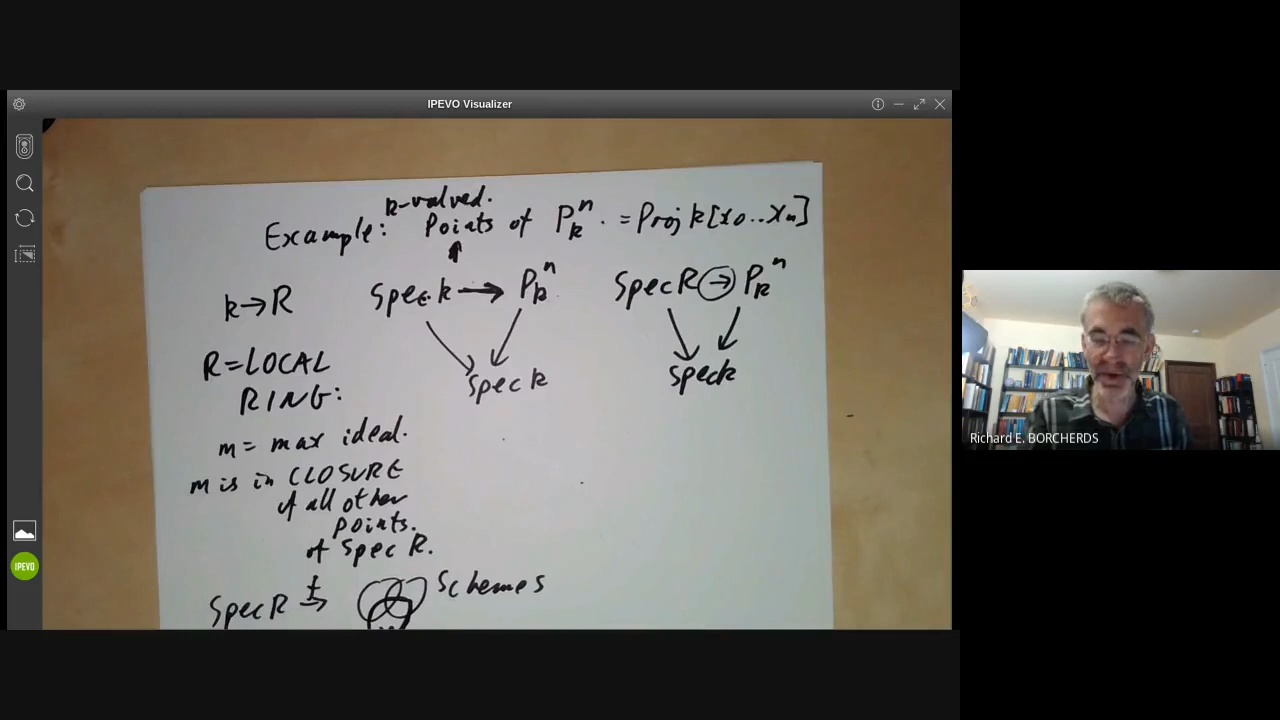 IPEVO Visualizer
k-valued.
Example: Points of P^n_k. = Proj k[x0..xn]
k→R Spec k → P^n_k Spec R → P^n_k
R=LOCAL Spec k Spec k
RING:
m = max ideal.
m is in CLOSURE
of all other
points.
of Spec R.
Spec R f→ Schemes
IPEVO
Richard E. BORCHERDS